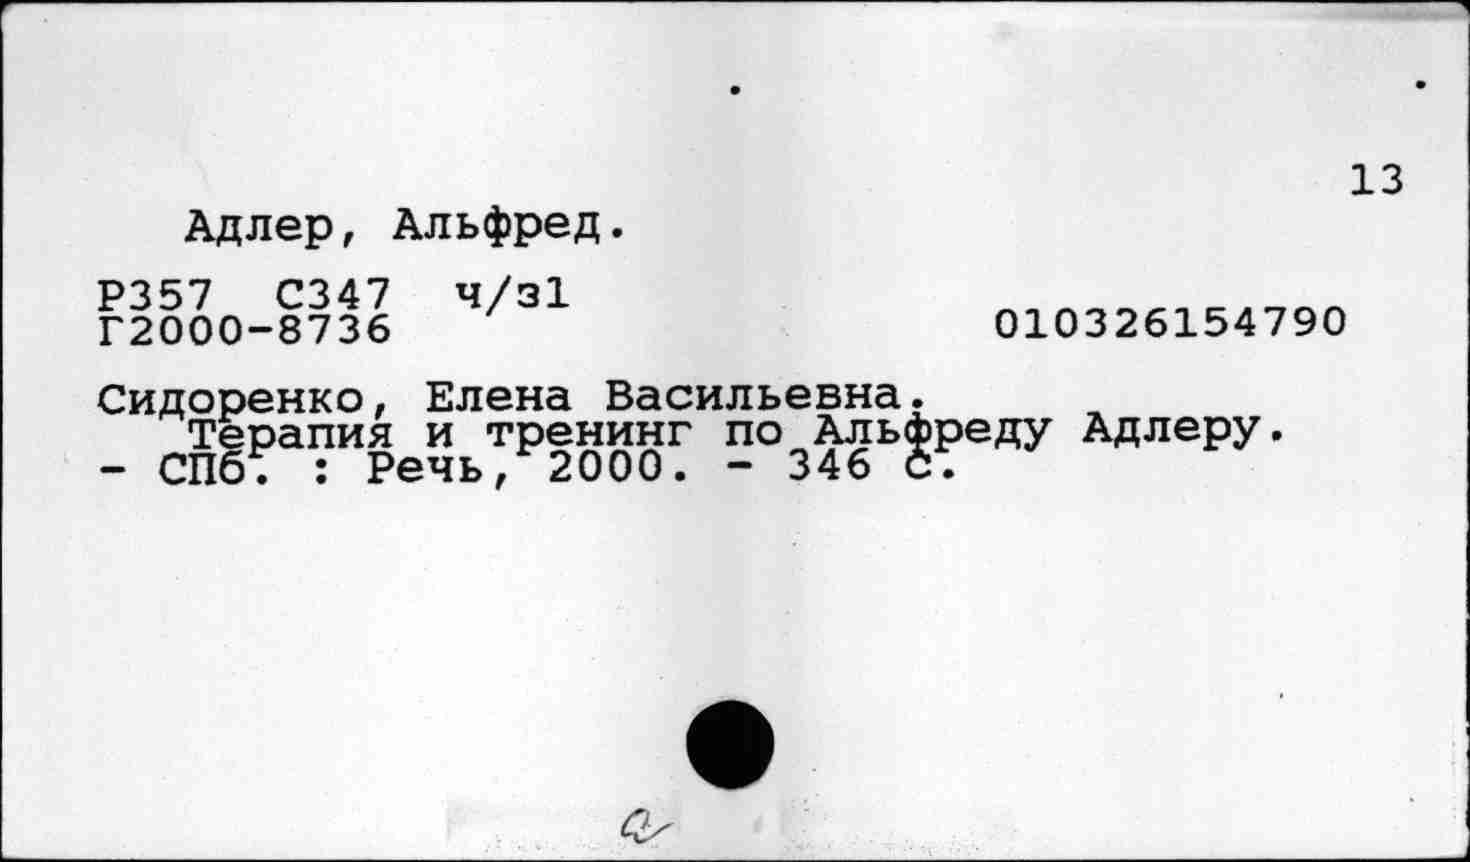 13
Адлер, Альфред.
Р357 С347 ч/з1
Г2000-8736
010326154790
Сидоренко, Елена Васильевна.
Терапия и тренинг по Альфреду Адлеру.
- СПб. : Речь, 2000. - 346 с.